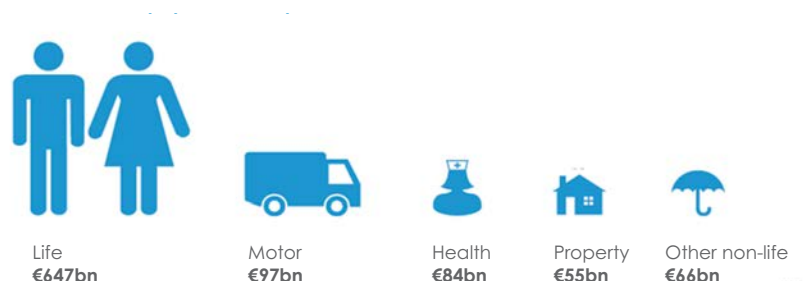 Life Motor Health Property Other non-life
€647bn €97bn €84bn €55bn €66bn